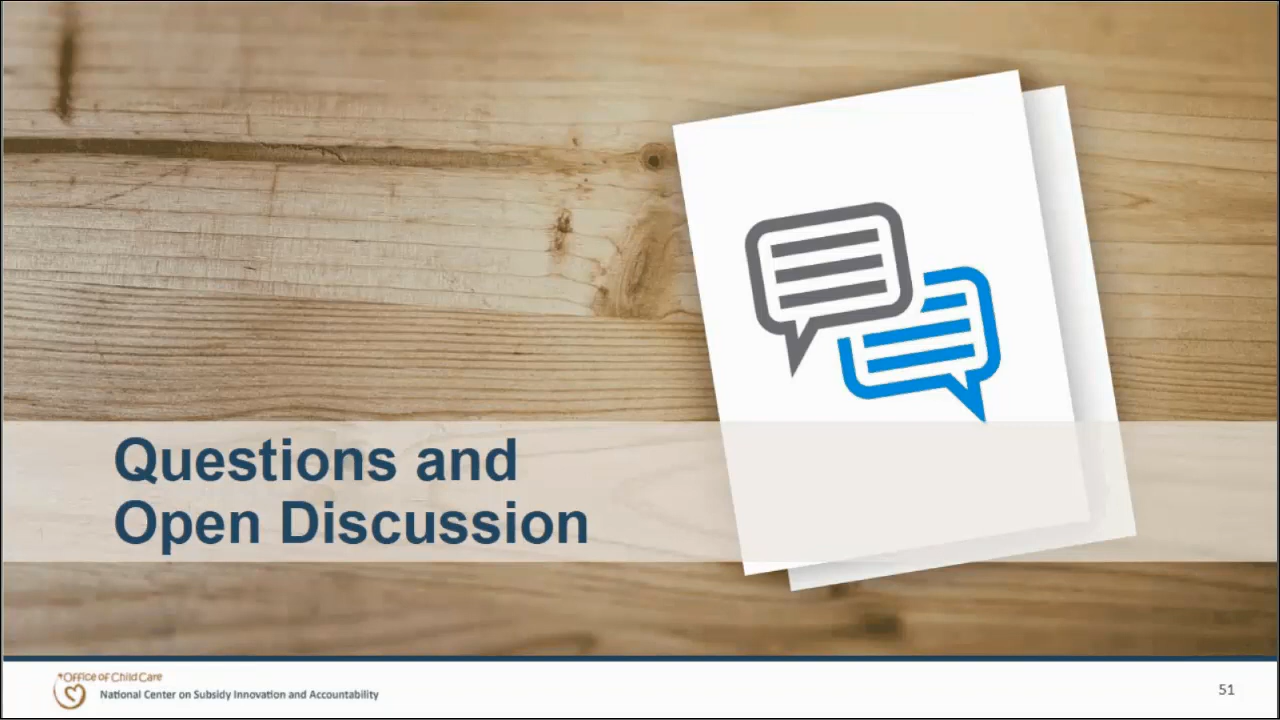 Questions and
Open Discussion
Office of Child Care
National Center on Subsidy Innovation and Accountability
51